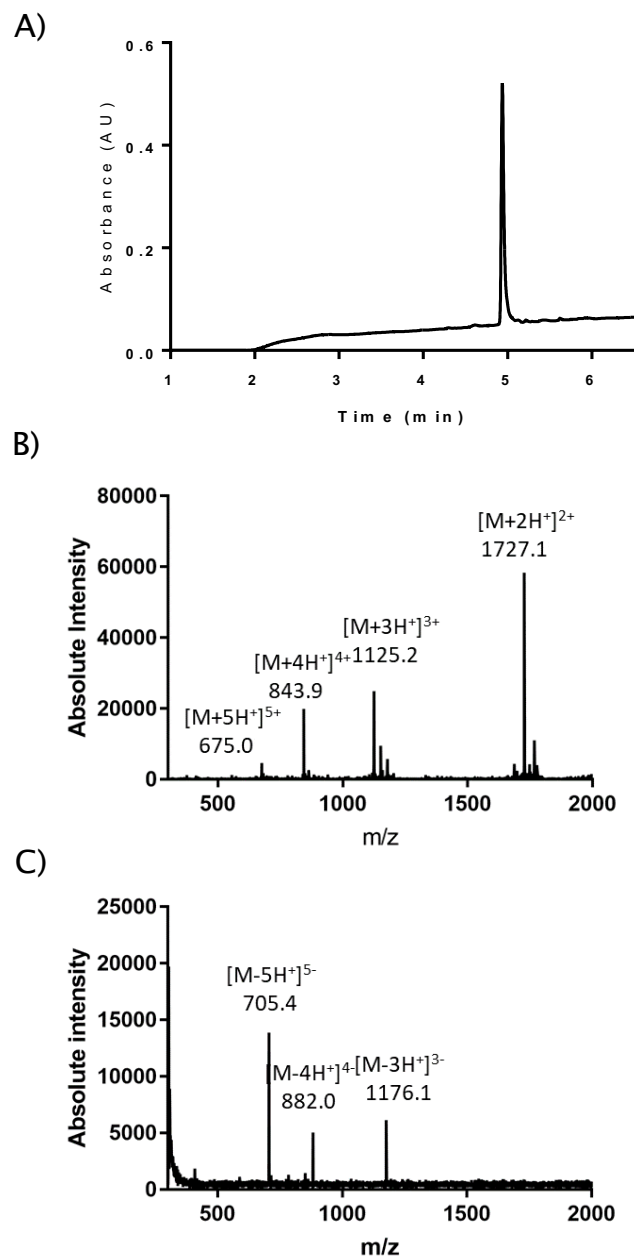 A)
0.6
0.4
0.2
0.0
Absorbance (AU)
1 2 3 4 5 6
Time (min)
B)
80000
60000
40000
20000
0
Absolute Intensity
[M+2H⁺]²⁺
1727.1
[M+3H⁺]³⁺
1125.2
[M+4H⁺]⁴⁺
843.9
[M+5H⁺]⁵⁺
675.0
500 1000 1500 2000
m/z
C)
25000
20000
15000
10000
5000
0
Absolute intensity
[M-5H⁺]⁵⁻
705.4
M-4H⁺]⁴⁻
882.0
[M-3H⁺]³⁻
1176.1
500 1000 1500 2000
m/z